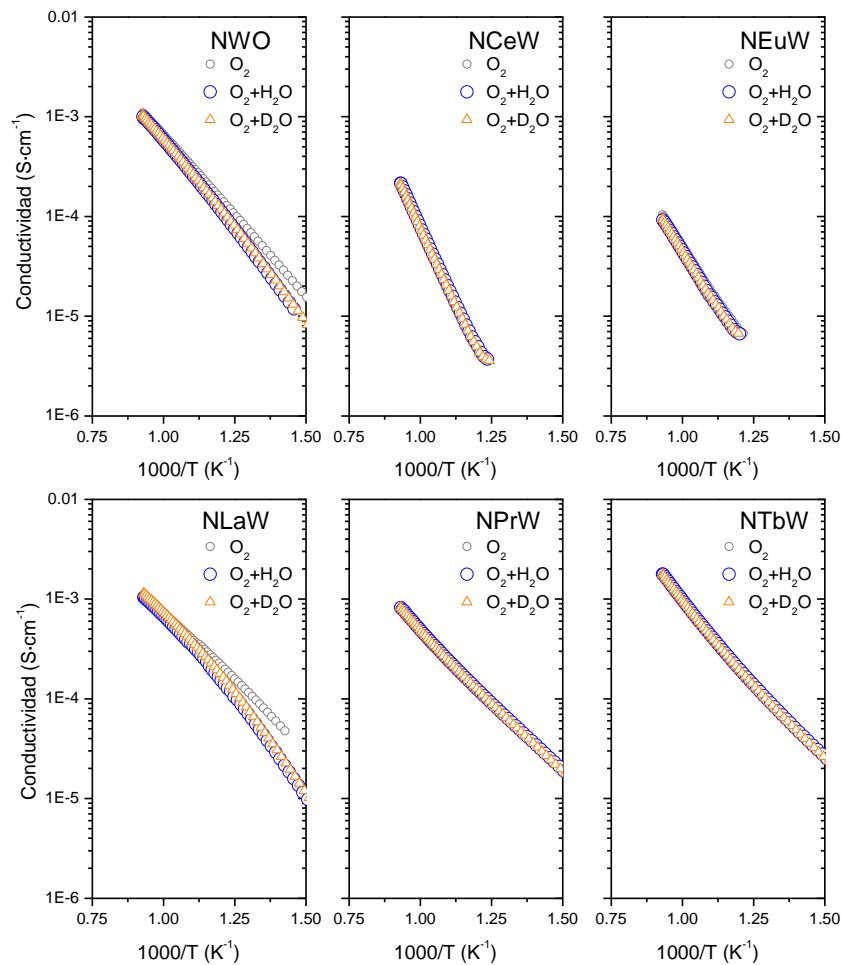 NWO
O₂
O₂+H₂O
O₂+D₂O
0.01
1E-3
1E-4
1E-5
1E-6
Conductividad (S·cm⁻¹)
0.75 1.00 1.25 1.50
1000/T (K⁻¹)
NCeW
O₂
O₂+H₂O
O₂+D₂O
0.75 1.00 1.25 1.50
1000/T (K⁻¹)
NEuW
O₂
O₂+H₂O
O₂+D₂O
0.75 1.00 1.25 1.50
1000/T (K⁻¹)
NLaW
O₂
O₂+H₂O
O₂+D₂O
0.01
1E-3
1E-4
1E-5
1E-6
Conductividad (S·cm⁻¹)
0.75 1.00 1.25 1.50
1000/T (K⁻¹)
NPrW
O₂
O₂+H₂O
O₂+D₂O
0.75 1.00 1.25 1.50
1000/T (K⁻¹)
NTbW
O₂
O₂+H₂O
O₂+D₂O
0.75 1.00 1.25 1.50
1000/T (K⁻¹)